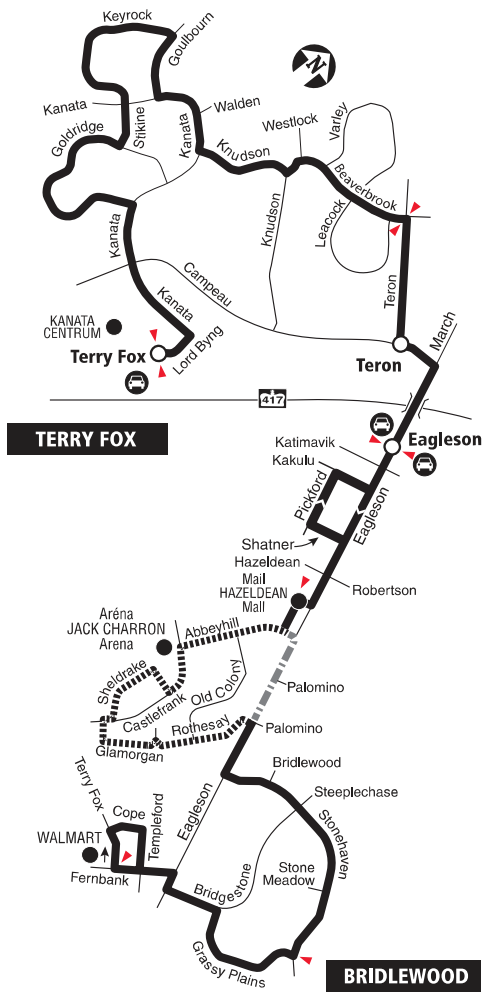 Keyrock
Goulbourn
N
Kanata
Stikine
Walden
Goldridge
Kanata
Knudson
Westlock
Varley
Beaverbrook
Leacock
Knudson
Kanata
Campeau
Teron
Kanata
KANATA
CENTRUM
Terry Fox
Lord Byng
March
Teron
417
TERRY FOX
Katimavik
Eagleson
Kakulu
Pickford
Eagleson
Shatner
Hazeldean
Mail
HAZELDEAN
Mall
Robertson
Aréna
JACK CHARRON
Arena
Abbeyhill
Sheldrake
Old Colony
Palomino
Castlefrank
Rothesay
Palomino
Glamorgan
Bridlewood
Steeplechase
Terry Fox
Cope
Templeford
Eagleson
Stonehaven
WALMART
Stone
Meadow
Fernbank
Bridgestone
Grassy Plains
BRIDLEWOOD